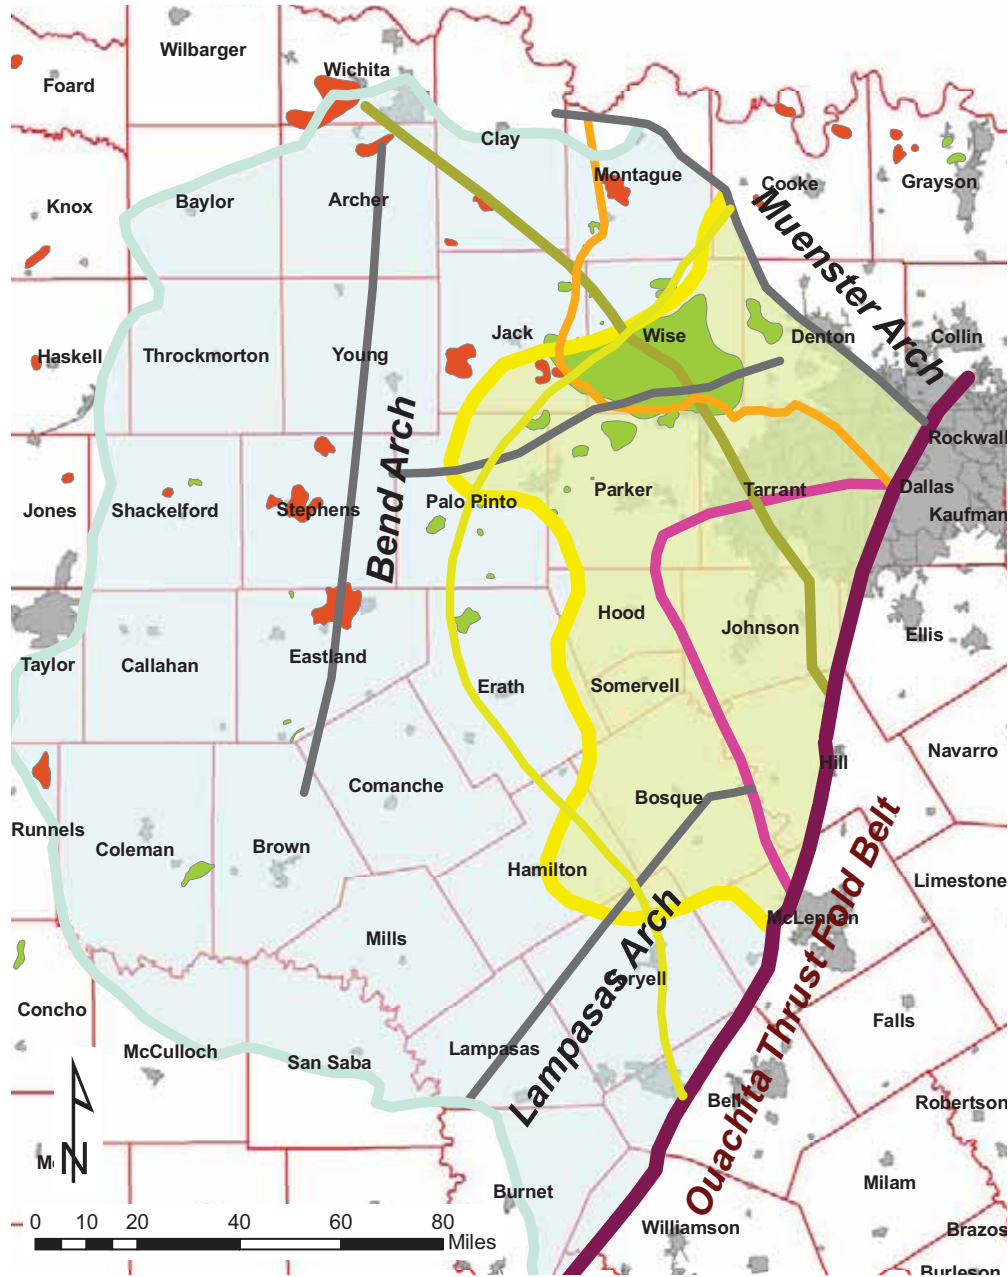 Wilbarger
Wichita
Foard
Clay
Montague
Cooke
Grayson
Knox
Baylor
Archer
Muenster Arch
Jack
Wise
Denton
Collin
Haskell
Throckmorton
Young
Rockwall
Bend Arch
Jones
Shackelford
Stephens
Palo Pinto
Parker
Tarrant
Dallas
Kaufman
Hood
Johnson
Ellis
Taylor
Callahan
Eastland
Erath
Somervell
Hill
Navarro
Comanche
Bosque
Runnels
Coleman
Brown
Hamilton
Limestone
McLennan
Ouachita Thrust Fold Belt
Mills
Lampasas Arch
Coryell
Concho
Falls
McCulloch
San Saba
Lampasas
Bell
Robertson
N
Burnet
Milam
Williamson
Brazos
0 10 20 40 60 80
Miles
Burleson